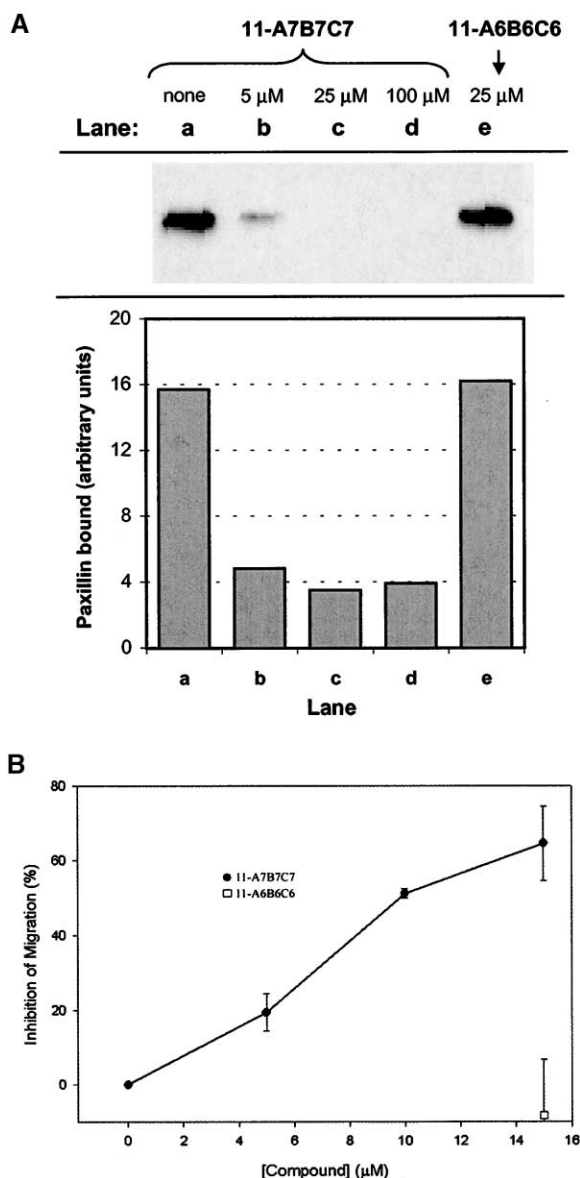 A
11-A7B7C7 11-A6B6C6
none 5 µM 25 µM 100 µM 25 µM
Lane: a b c d e
20
16
12
8
4
0
Paxillin bound (arbitrary units)
a b c d e
Lane
B
80
60
40
20
0
Inhibition of Migration (%)
11-A7B7C7
11-A6B6C6
0 2 4 6 8 10 12 14 16
[Compound] (µM)